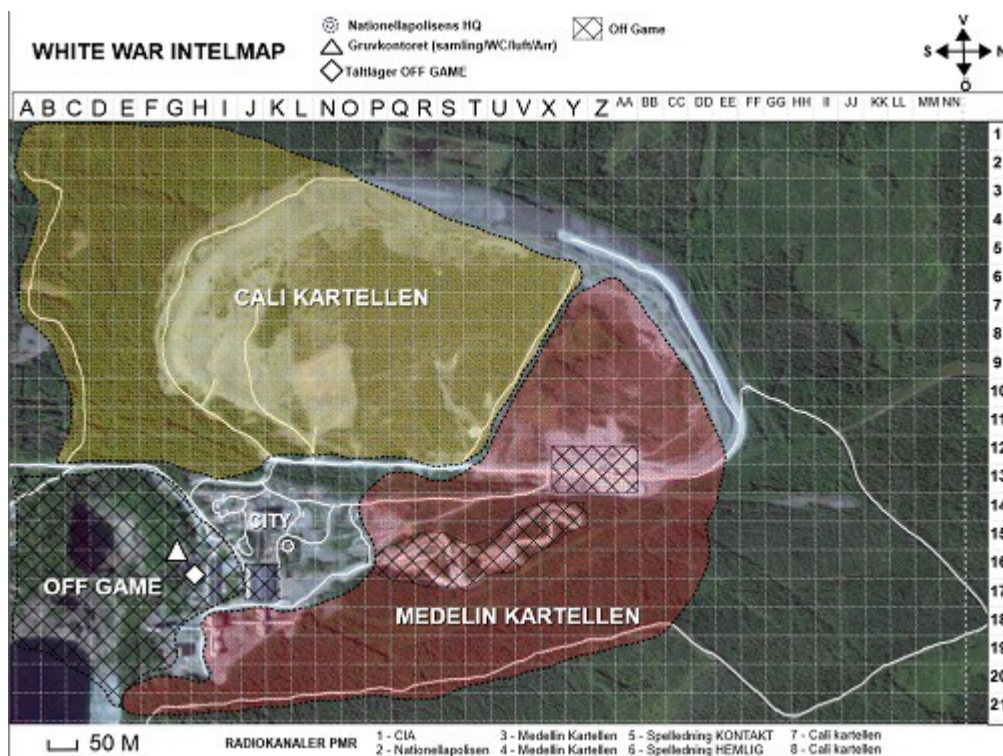 WHITE WAR INTELMAP
Nationellapolisens HQ
Gruvkontoret (samling/WC/luft/Arr)
Tältläger OFF GAME
Off Game
V
S N
Ö
A B C D E F G H I J K L N O P Q R S T U V X Y Z AA BB CC DD EE FF GG HH II JJ KK LL MM NN
1
2
3
4
5
6
7
8
9
10
11
12
13
14
15
16
17
18
19
20
21
CALI KARTELLEN
CITY
OFF GAME
MEDELIN KARTELLEN
50 M
RADIOKANALER PMR
1 - CIA
2 - Nationellapolisen
3 - Medellin Kartellen
4 - Medellin Kartellen
5 - Spelledning KONTAKT
6 - Spelledning HEMLIG
7 - Cali kartellen
8 - Cali kartellen